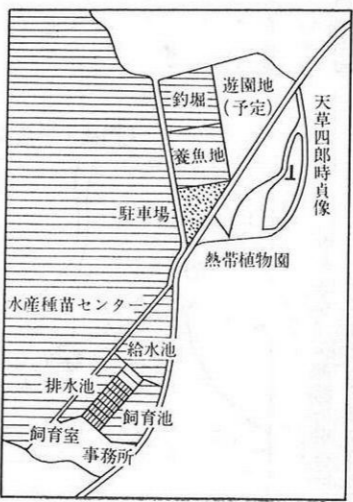 釣堀
遊園地
(予定)
養魚地
天草四郎時貞像
駐車場
熱帯植物園
水産種苗センター
給水池
排水池
飼育池
飼育室
事務所